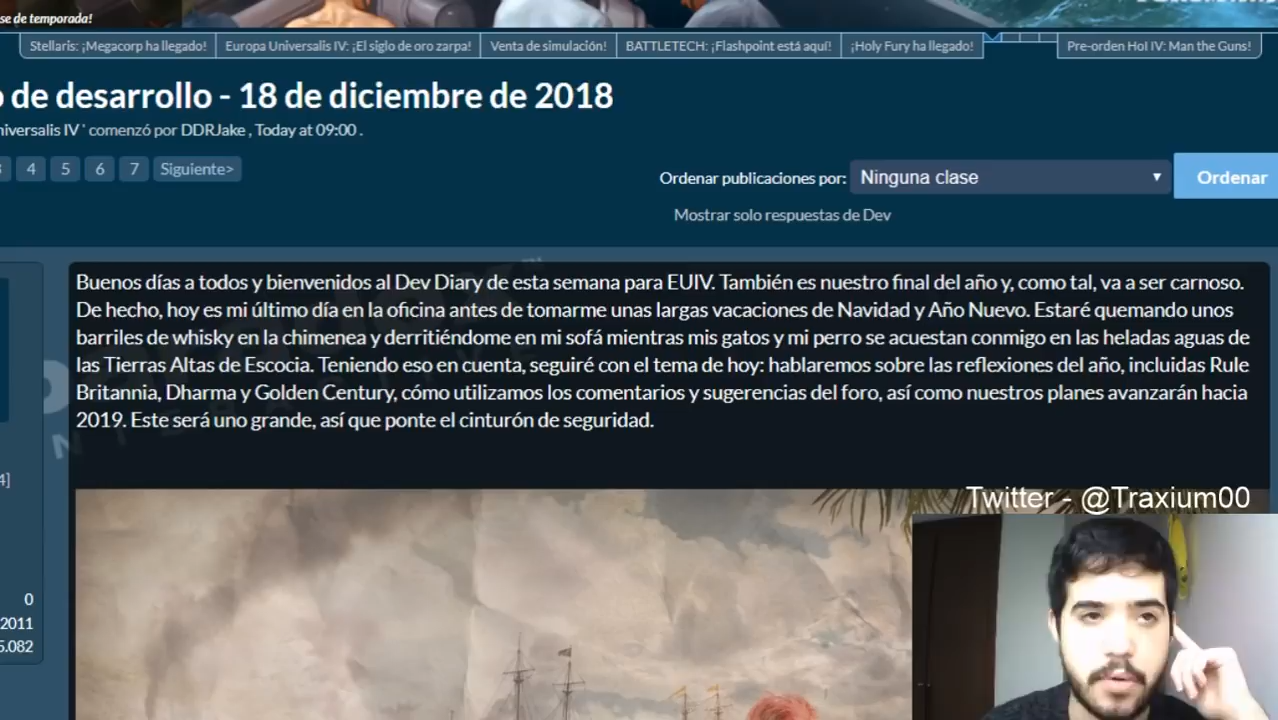 se de temporada!
Stellaris: ¡Megacorp ha llegado!
Europa Universalis IV: ¡El siglo de oro zarpa!
Venta de simulación!
BATTLETECH: ¡Flashpoint está aquí!
¡Holy Fury ha llegado!
Pre-orden HoI IV: Man the Guns!
o de desarrollo - 18 de diciembre de 2018
niversalis IV ' comenzó por DDRJake , Today at 09:00 .
4 5 6 7 Siguiente>
Ordenar publicaciones por: Ninguna clase
Ordenar
Mostrar solo respuestas de Dev
Buenos días a todos y bienvenidos al Dev Diary de esta semana para EUIV. También es nuestro final del año y, como tal, va a ser carnoso.
De hecho, hoy es mi último día en la oficina antes de tomarme unas largas vacaciones de Navidad y Año Nuevo. Estaré quemando unos
barriles de whisky en la chimenea y derritiéndome en mi sofá mientras mis gatos y mi perro se acuestan conmigo en las heladas aguas de
las Tierras Altas de Escocia. Teniendo eso en cuenta, seguiré con el tema de hoy: hablaremos sobre las reflexiones del año, incluidas Rule
Britannia, Dharma y Golden Century, cómo utilizamos los comentarios y sugerencias del foro, así como nuestros planes avanzarán hacia
2019. Este será uno grande, así que ponte el cinturón de seguridad.
4]
Twitter - @Traxium00
0
2011
5.082